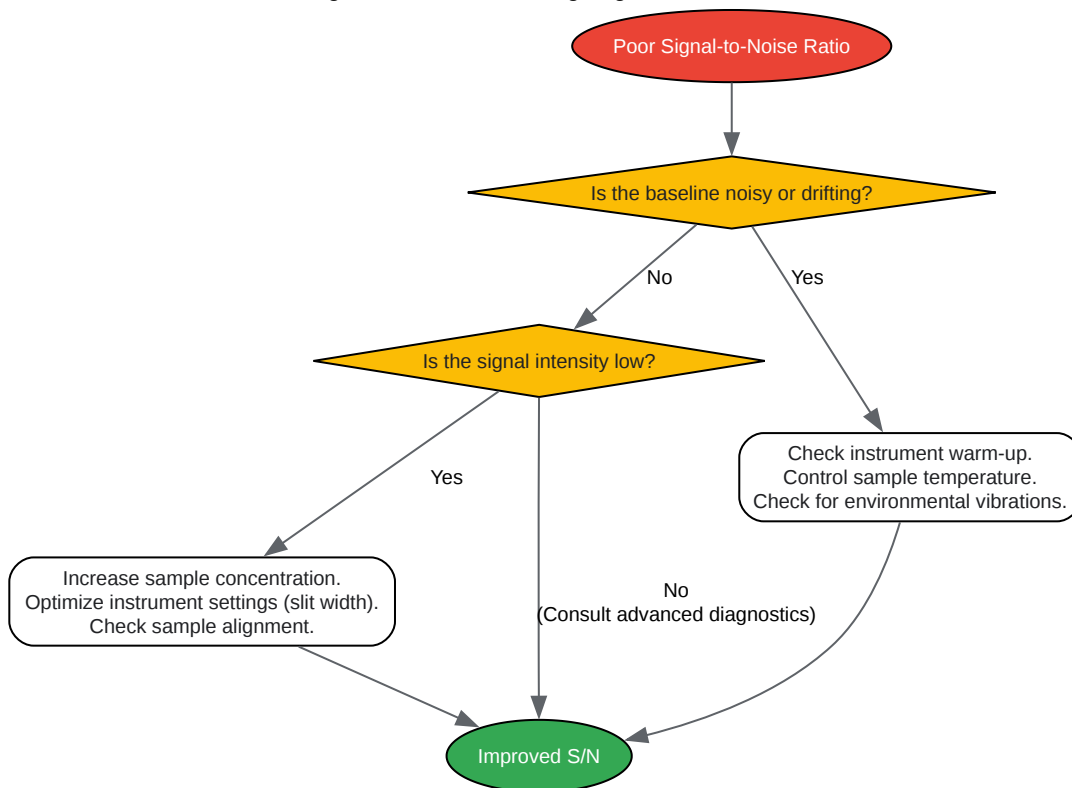 Poor Signal-to-Noise Ratio
Is the baseline noisy or drifting?
No
Yes
Is the signal intensity low?
Check instrument warm-up.
Control sample temperature.
Check for environmental vibrations.
Yes
Increase sample concentration.
Optimize instrument settings (slit width).
Check sample alignment.
No
(Consult advanced diagnostics)
Improved S/N